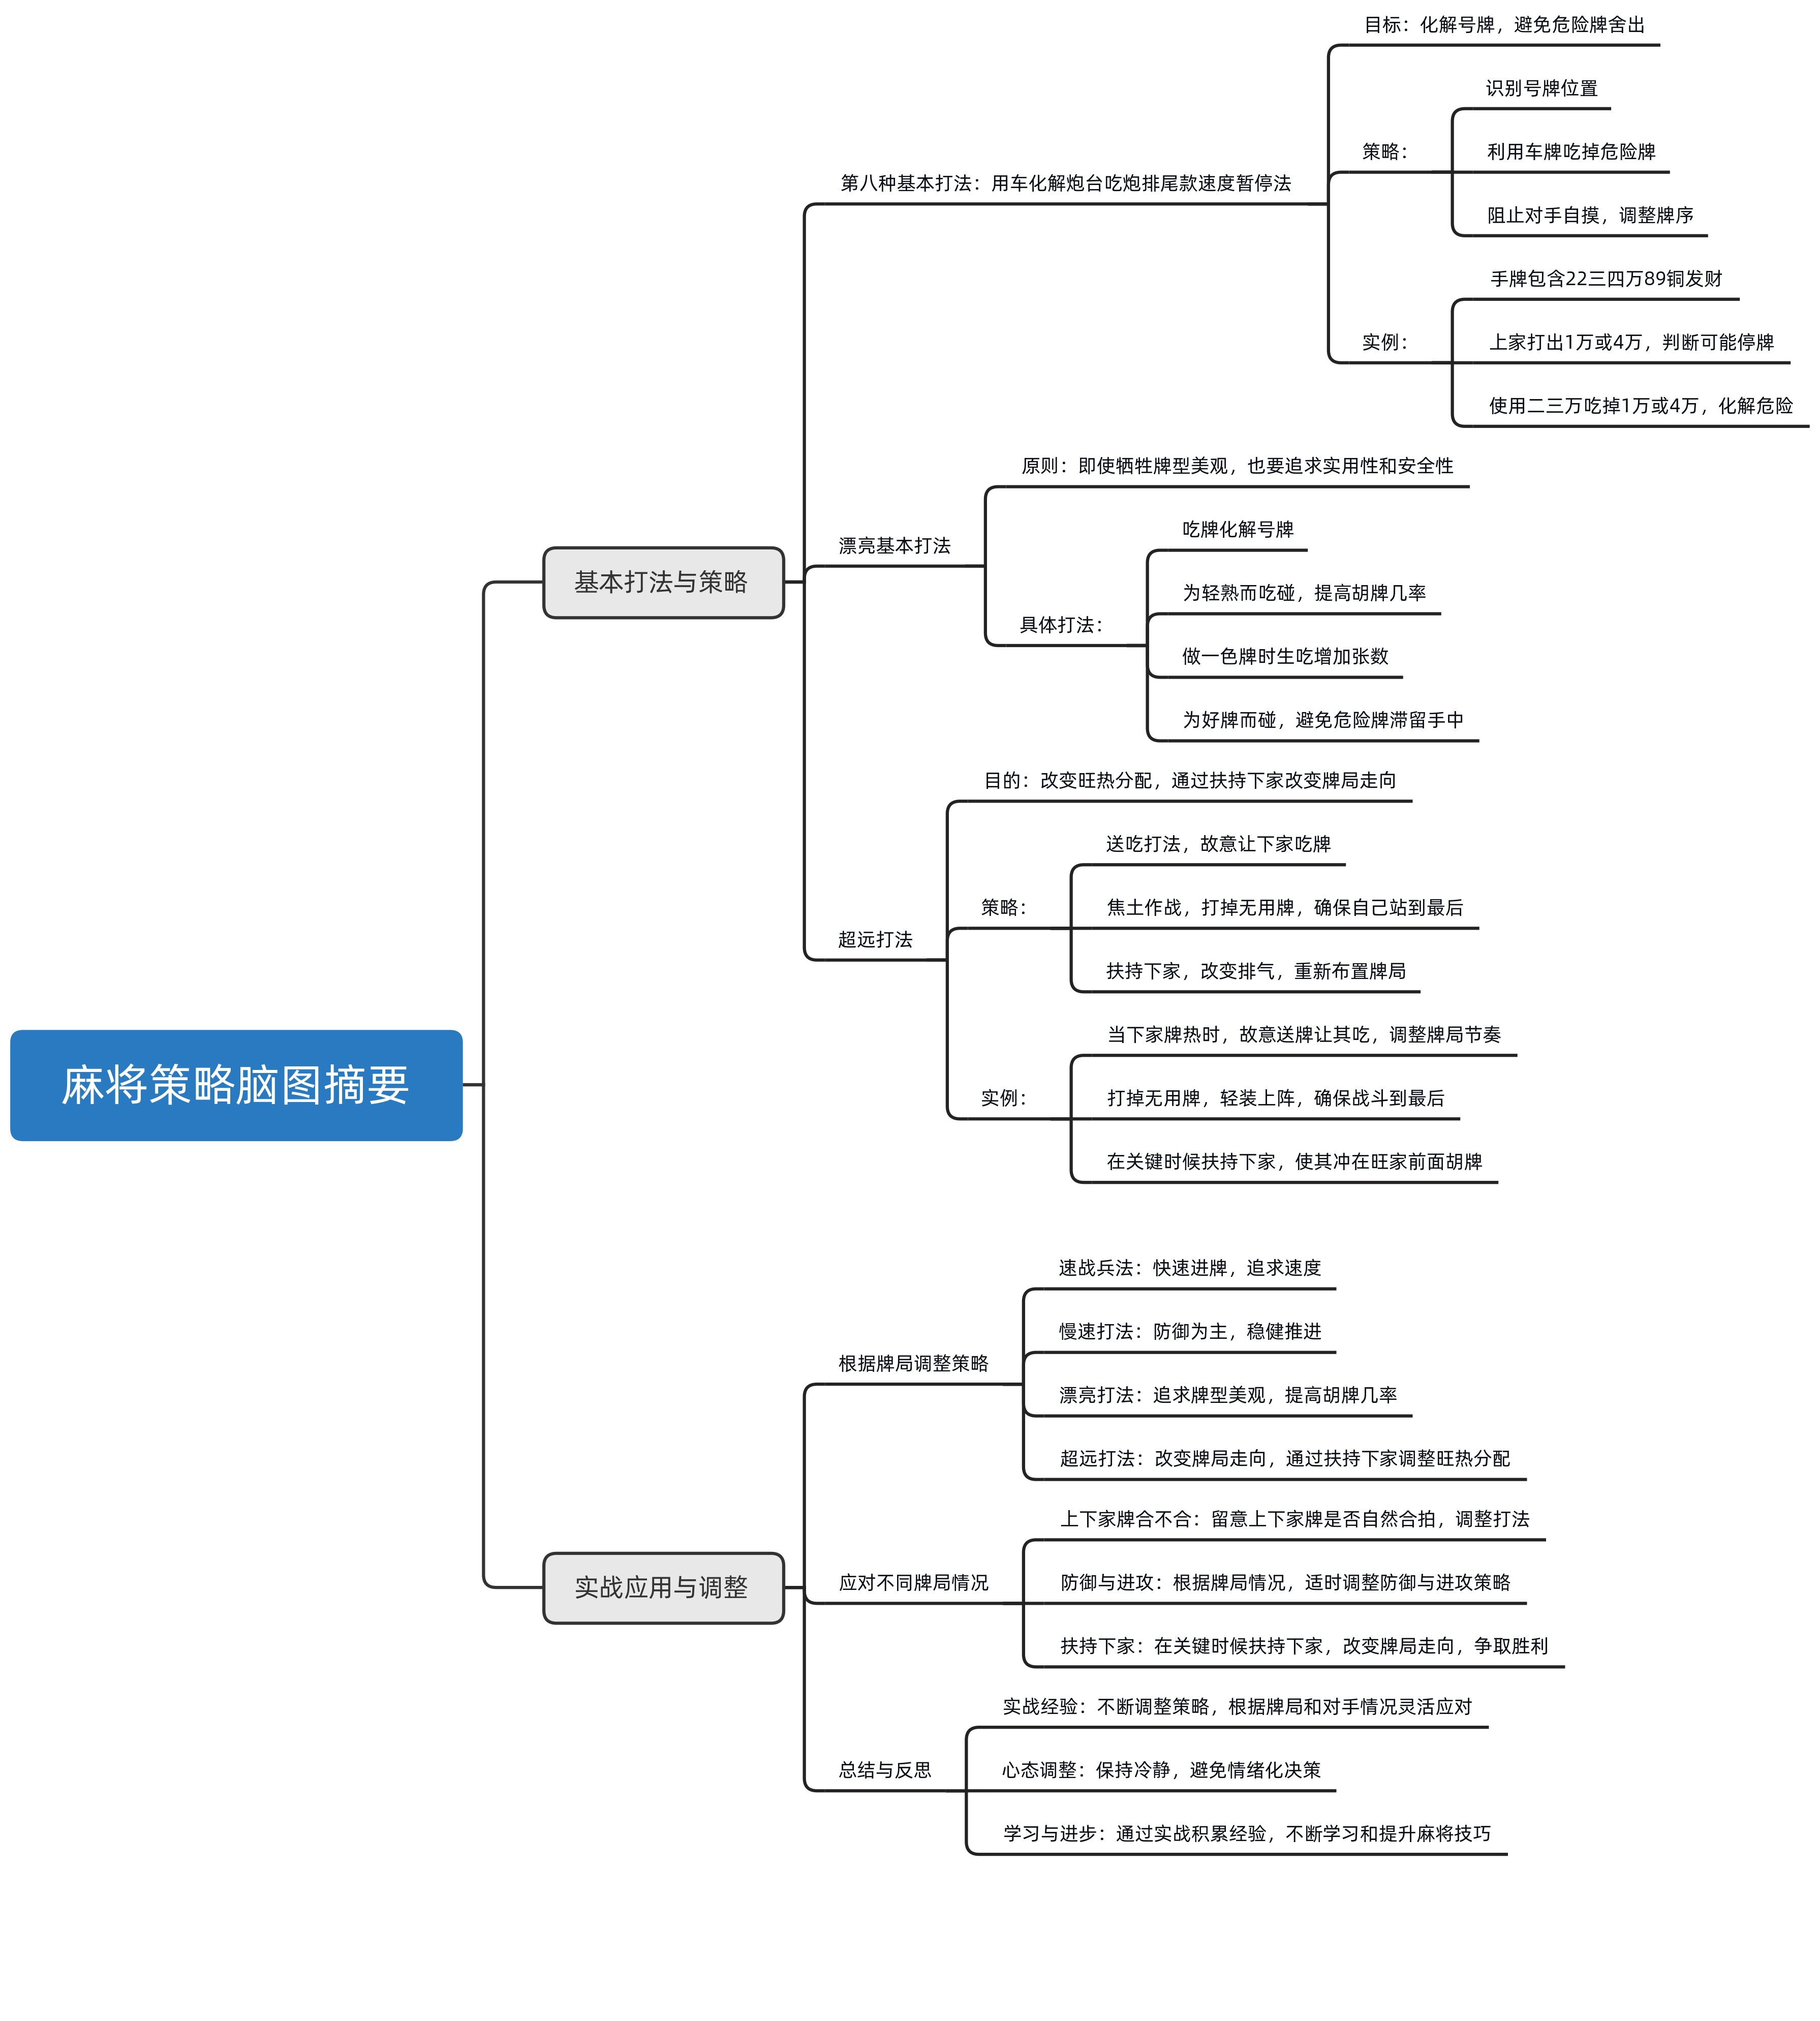 麻将策略脑图摘要
基本打法与策略
第八种基本打法：用车化解炮台吃炮排尾款速度暂停法
目标：化解号牌，避免危险牌舍出
策略：
识别号牌位置
利用车牌吃掉危险牌
阻止对手自摸，调整牌序
实例：
手牌包含22三四万89铜发财
上家打出1万或4万，判断可能停牌
使用二三万吃掉1万或4万，化解危险
漂亮基本打法
原则：即使牺牲牌型美观，也要追求实用性和安全性
具体打法：
吃牌化解号牌
为轻熟而吃碰，提高胡牌几率
做一色牌时生吃增加张数
为好牌而碰，避免危险牌滞留手中
超远打法
目的：改变旺热分配，通过扶持下家改变牌局走向
策略：
送吃打法，故意让下家吃牌
焦土作战，打掉无用牌，确保自己站到最后
扶持下家，改变排气，重新布置牌局
实例：
当下家牌热时，故意送牌让其吃，调整牌局节奏
打掉无用牌，轻装上阵，确保战斗到最后
在关键时候扶持下家，使其冲在旺家前面胡牌
实战应用与调整
根据牌局调整策略
速战兵法：快速进牌，追求速度
慢速打法：防御为主，稳健推进
漂亮打法：追求牌型美观，提高胡牌几率
超远打法：改变牌局走向，通过扶持下家调整旺热分配
应对不同牌局情况
上下家牌合不合：留意上下家牌是否自然合拍，调整打法
防御与进攻：根据牌局情况，适时调整防御与进攻策略
扶持下家：在关键时候扶持下家，改变牌局走向，争取胜利
总结与反思
实战经验：不断调整策略，根据牌局和对手情况灵活应对
心态调整：保持冷静，避免情绪化决策
学习与进步：通过实战积累经验，不断学习和提升麻将技巧